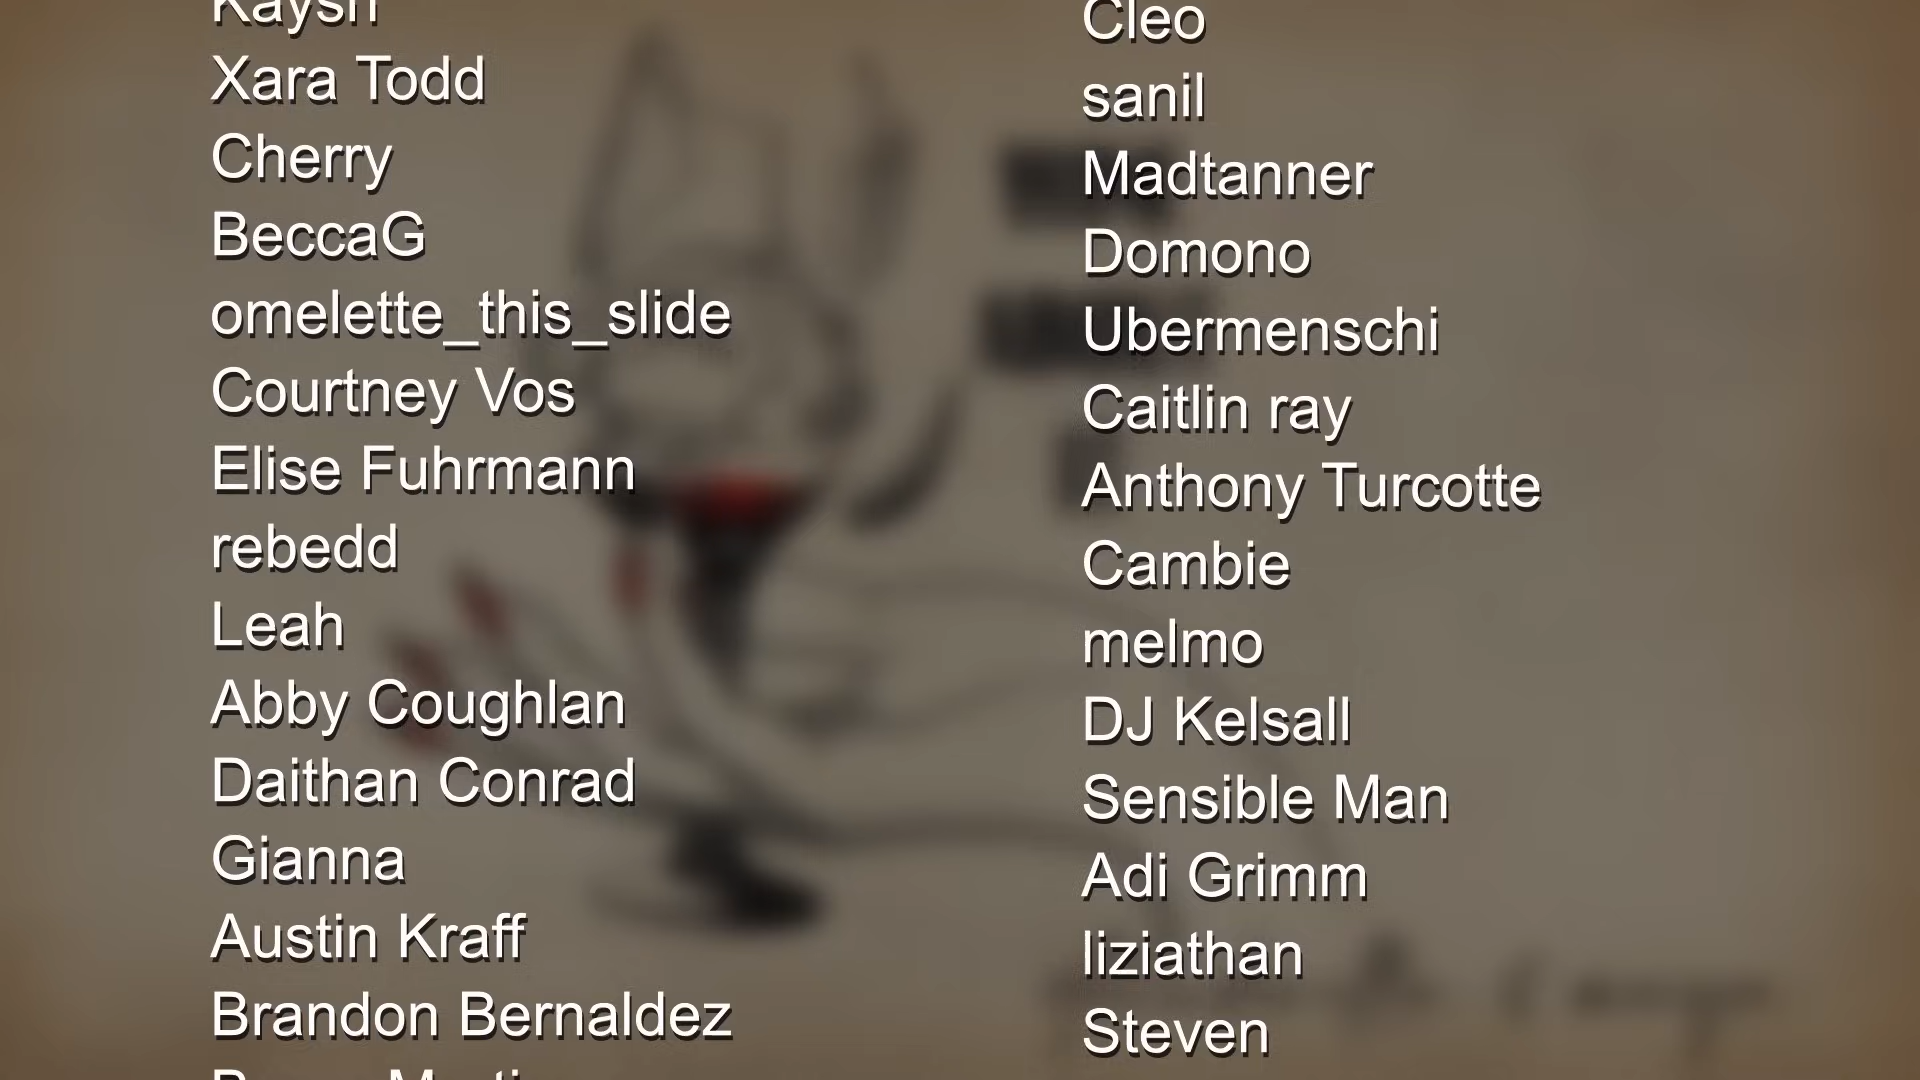 Xara Todd
Cherry
BeccaG
omelette_this_slide
Courtney Vos
Elise Fuhrmann
rebedd
Leah
Abby Coughlan
Daithan Conrad
Gianna
Austin Kraff
Brandon Bernaldez
Cleo
sanil
Madtanner
Domono
Ubermenschi
Caitlin ray
Anthony Turcotte
Cambie
melmo
DJ Kelsall
Sensible Man
Adi Grimm
liziathan
Steven